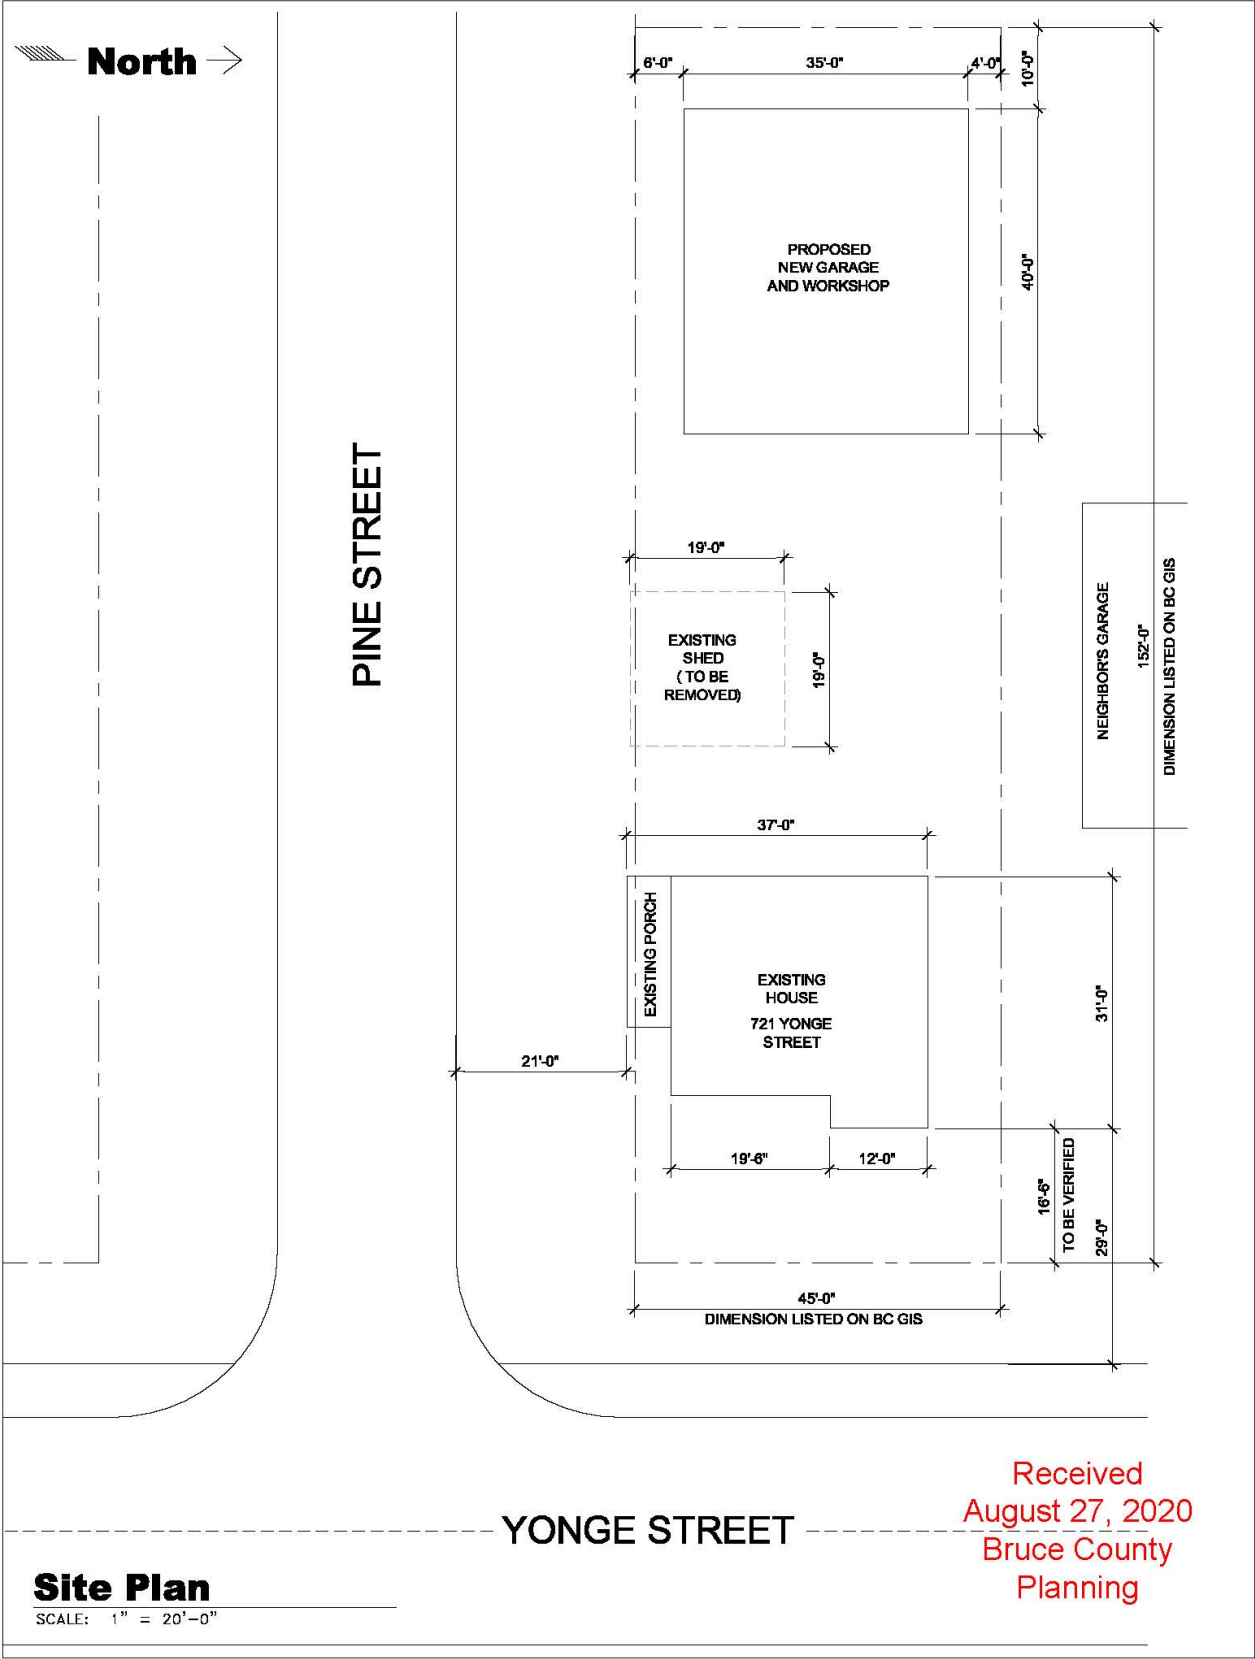 North
6'-0"
35'-0"
4'-0"
10'-0"
PROPOSED
NEW GARAGE
AND WORKSHOP
40'-0"
PINE STREET
19'-0"
EXISTING
SHED
( TO BE
REMOVED)
19'-0"
NEIGHBOR'S GARAGE
152'-0"
DIMENSION LISTED ON BC GIS
37'-0"
EXISTING PORCH
EXISTING
HOUSE
721 YONGE
STREET
31'-0"
21'-0"
19'-6"
12'-0"
16'-6"
TO BE VERIFIED
29'-0"
45'-0"
DIMENSION LISTED ON BC GIS
YONGE STREET
Received
August 27, 2020
Bruce County
Planning
Site Plan
SCALE: 1" = 20'-0"